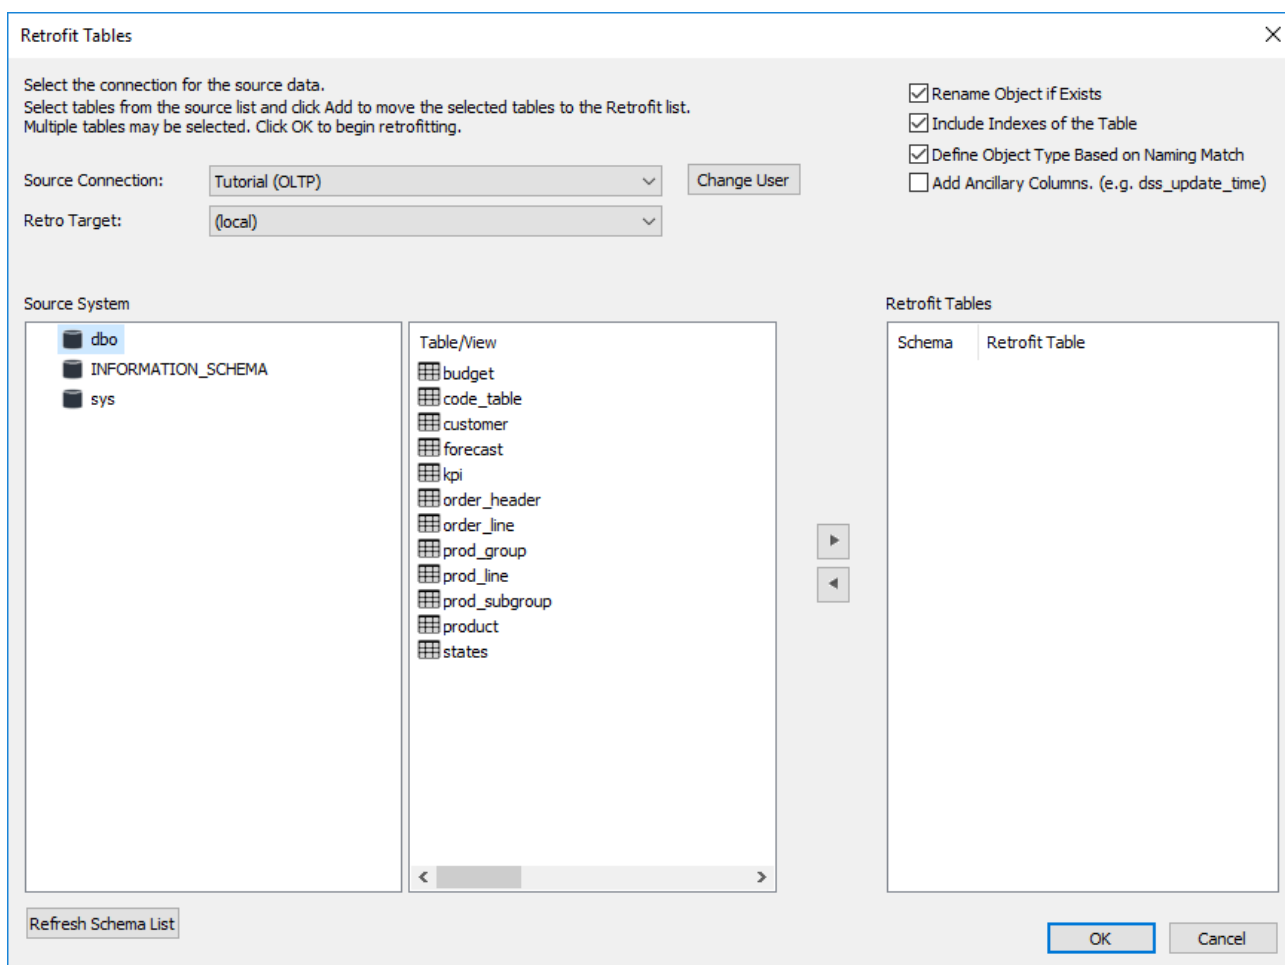 Retrofit Tables
Select the connection for the source data.
Select tables from the source list and click Add to move the selected tables to the Retrofit list.
Multiple tables may be selected. Click OK to begin retrofitting.
Rename Object if Exists
Include Indexes of the Table
Define Object Type Based on Naming Match
Add Ancillary Columns. (e.g. dss_update_time)
Source Connection:
Tutorial (OLTP)
Change User
Retro Target:
(local)
Source System
dbo
INFORMATION_SCHEMA
sys
Table/View
budget
code_table
customer
forecast
kpi
order_header
order_line
prod_group
prod_line
prod_subgroup
product
states
Retrofit Tables
Schema Retrofit Table
Refresh Schema List
OK
Cancel